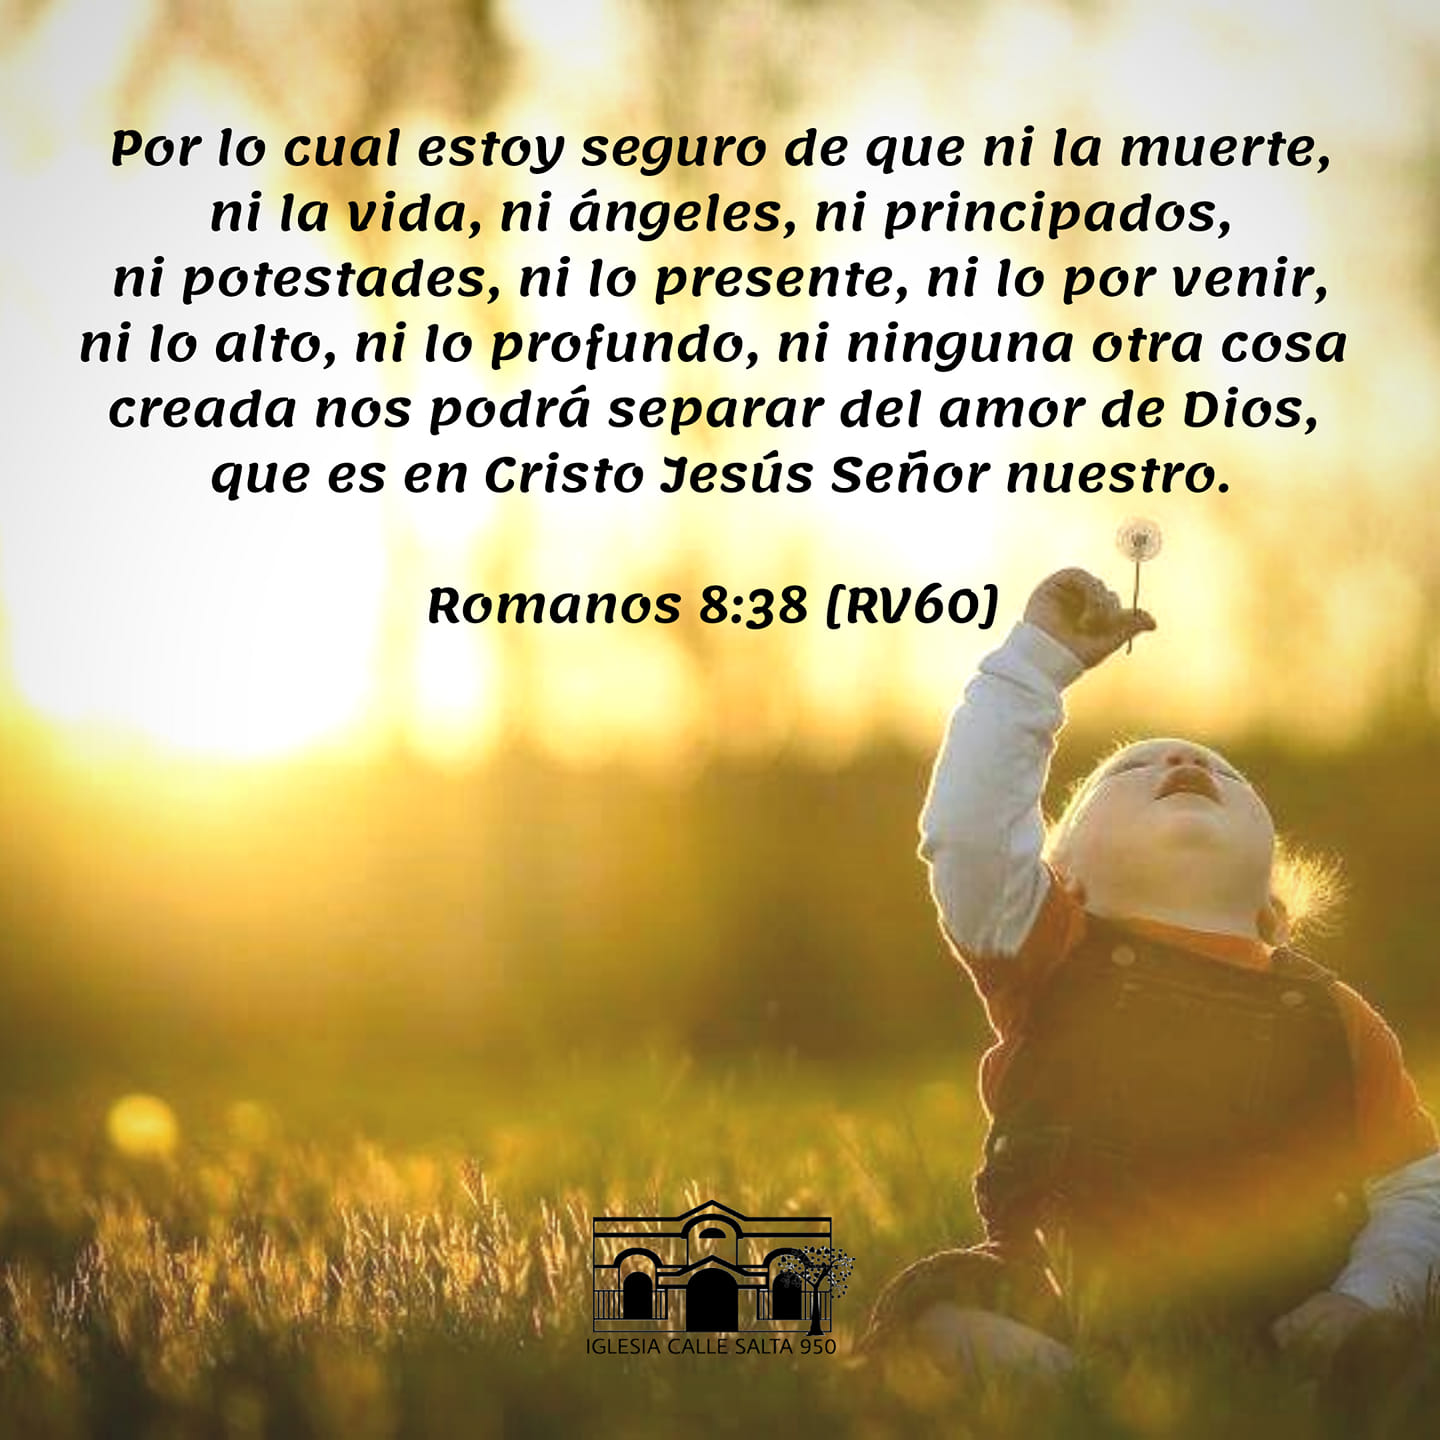 Por lo cual estoy seguro de que ni la muerte,
ni la vida, ni ángeles, ni principados,
ni potestades, ni lo presente, ni lo por venir,
ni lo alto, ni lo profundo, ni ninguna otra cosa
creada nos podrá separar del amor de Dios,
que es en Cristo Jesús Señor nuestro.
Romanos 8:38 (RV60)
IGLESIA CALLE SALTA 950